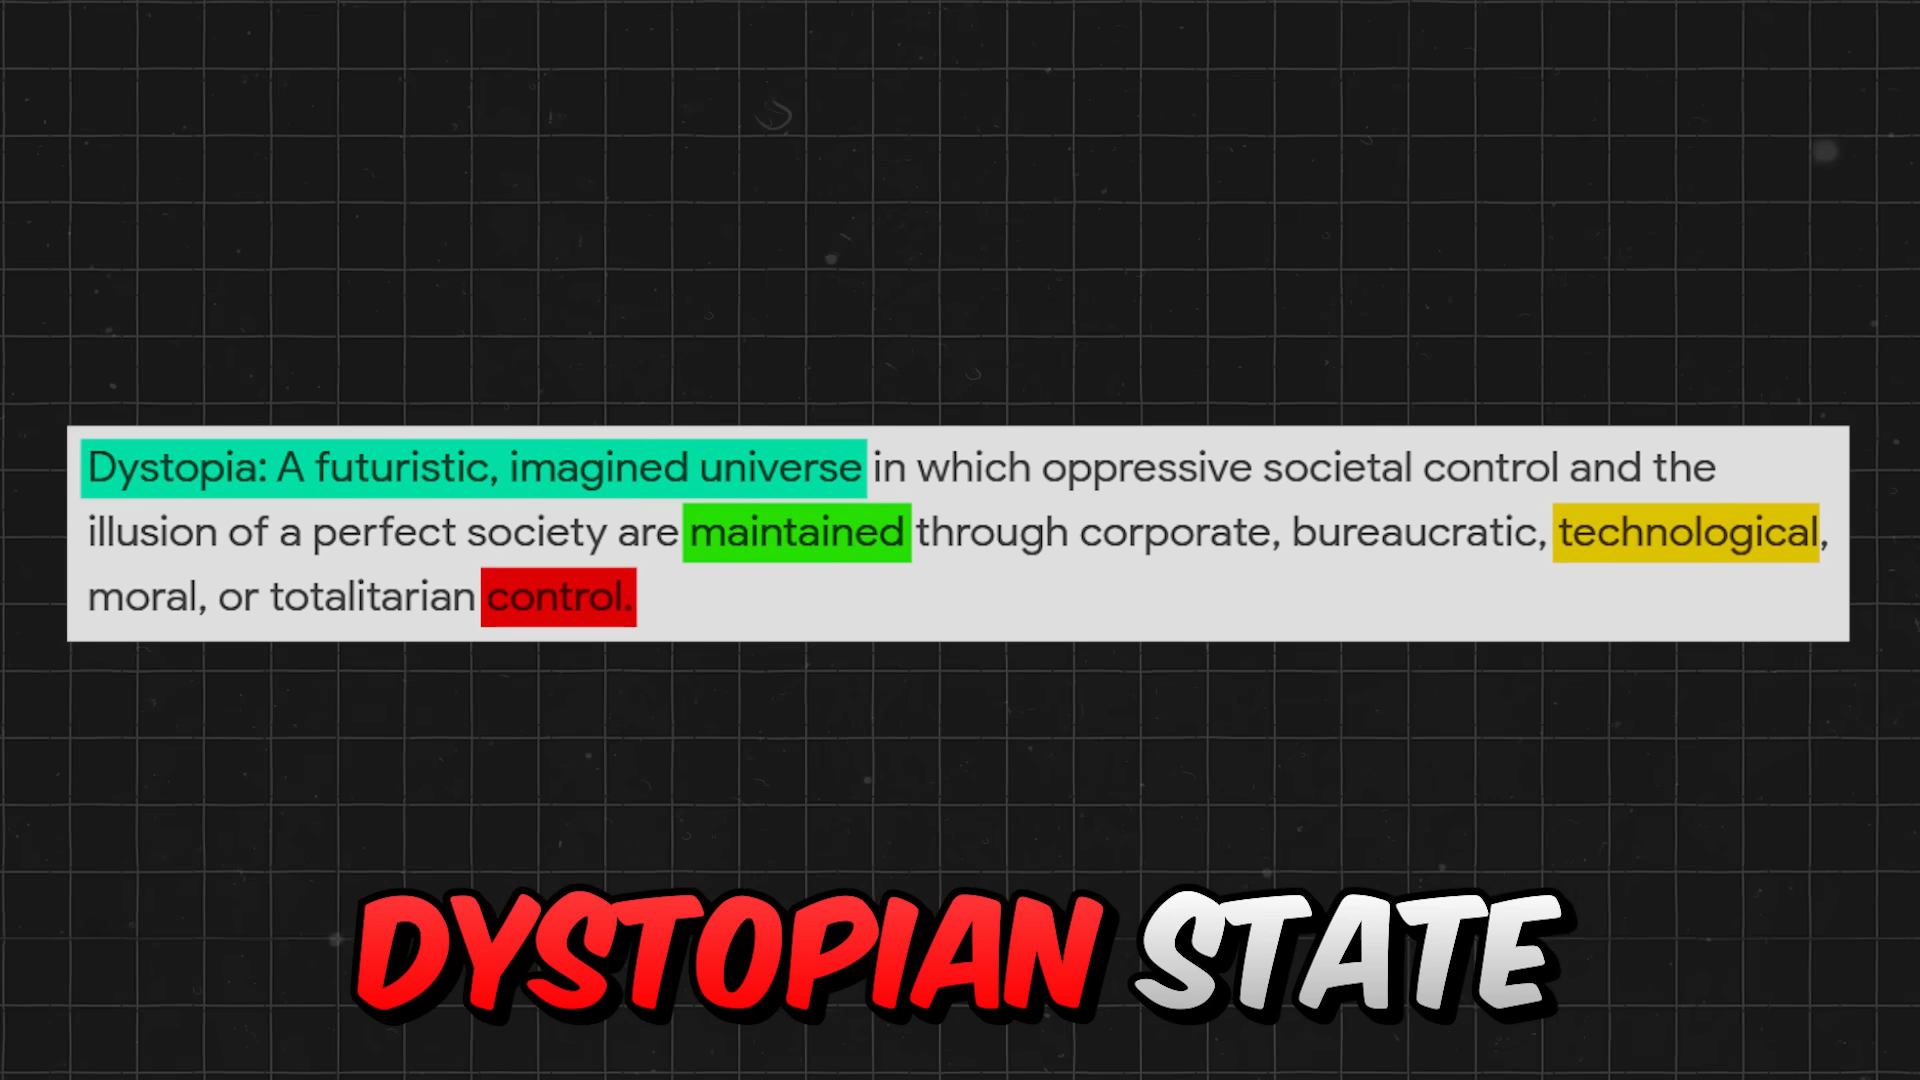 Dystopia: A futuristic, imagined universe in which oppressive societal control and the
illusion of a perfect society are maintained through corporate, bureaucratic, technological,
moral, or totalitarian control.
DYSTOPIAN STATE